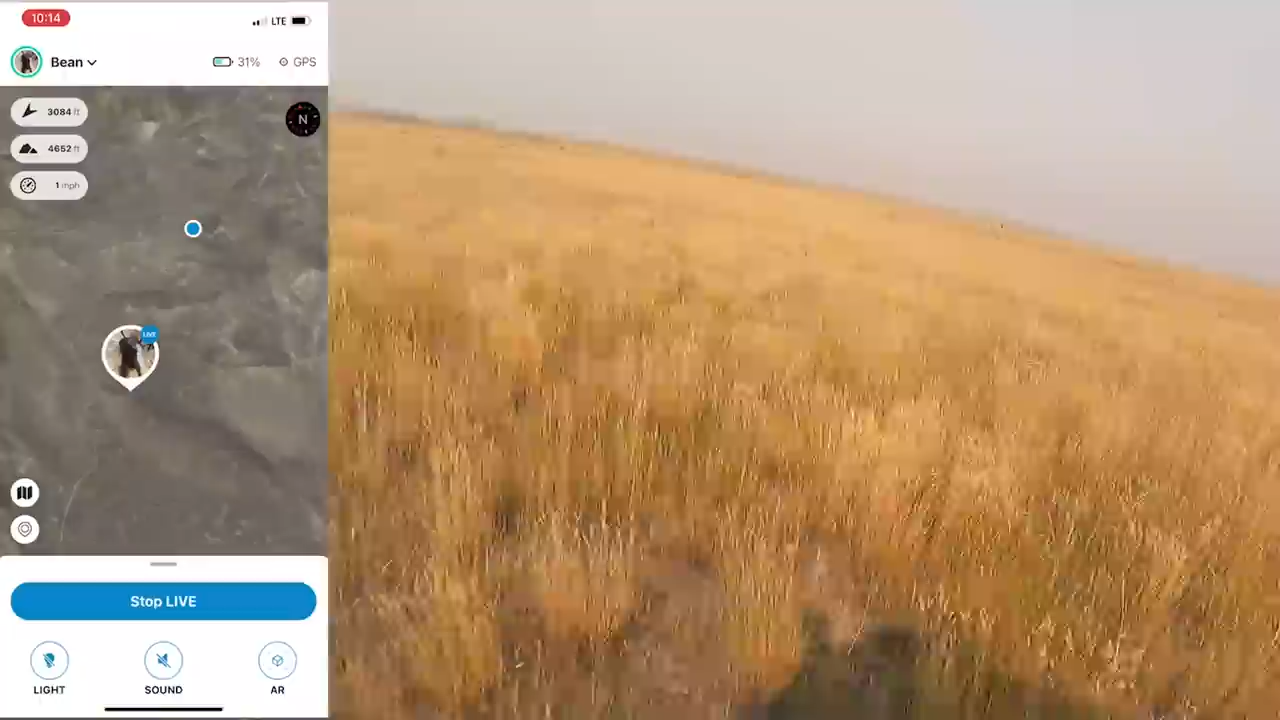 10:14
LTE
Bean
31%
GPS
3084 ft
N
4652 ft
1 mph
LIVE
Stop LIVE
LIGHT
SOUND
AR